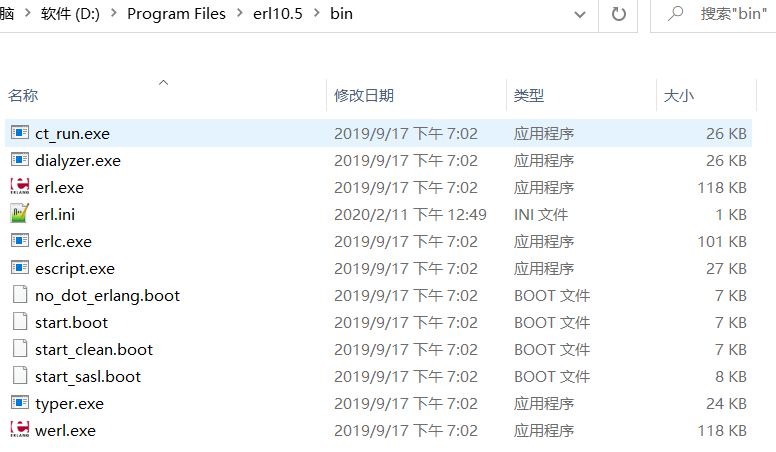 脑 > 软件 (D:) > Program Files > erl10.5 > bin 搜索"bin"
名称 修改日期 类型 大小
ct_run.exe 2019/9/17 下午 7:02 应用程序 26 KB
dialyzer.exe 2019/9/17 下午 7:02 应用程序 26 KB
erl.exe 2019/9/17 下午 7:02 应用程序 118 KB
erl.ini 2020/2/11 下午 12:49 INI 文件 1 KB
erlc.exe 2019/9/17 下午 7:02 应用程序 101 KB
escript.exe 2019/9/17 下午 7:02 应用程序 27 KB
no_dot_erlang.boot 2019/9/17 下午 7:02 BOOT 文件 7 KB
start.boot 2019/9/17 下午 7:02 BOOT 文件 7 KB
start_clean.boot 2019/9/17 下午 7:02 BOOT 文件 7 KB
start_sasl.boot 2019/9/17 下午 7:02 BOOT 文件 8 KB
typer.exe 2019/9/17 下午 7:02 应用程序 24 KB
werl.exe 2019/9/17 下午 7:02 应用程序 118 KB